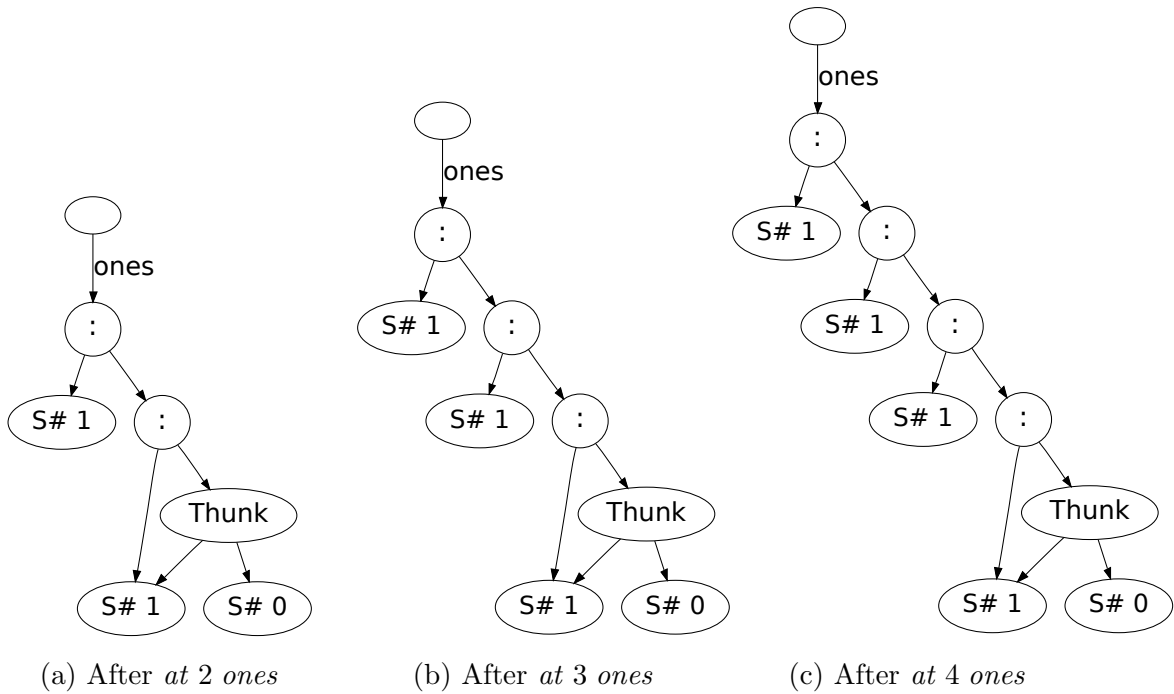 ones
:
S# 1
:
Thunk
S# 1
S# 0
(a) After at 2 ones
ones
:
S# 1
:
S# 1
:
Thunk
S# 1
S# 0
(b) After at 3 ones
ones
:
S# 1
:
S# 1
:
S# 1
:
Thunk
S# 1
S# 0
(c) After at 4 ones